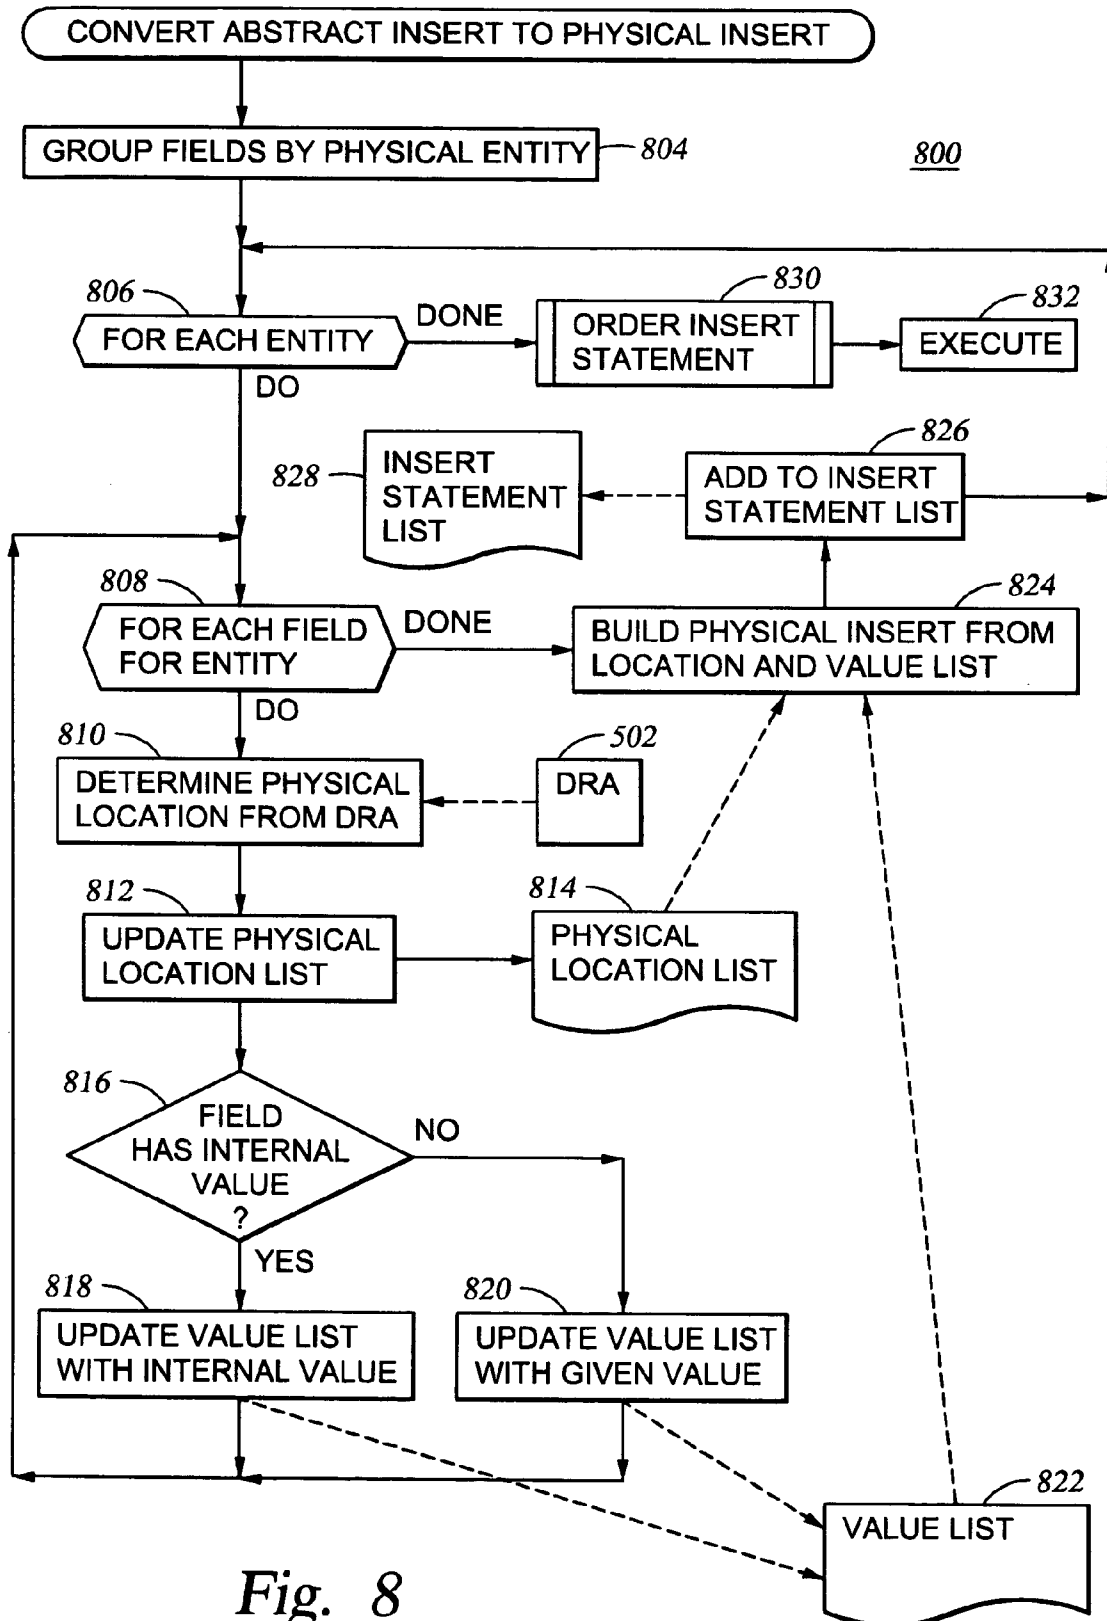 CONVERT ABSTRACT INSERT TO PHYSICAL INSERT
GROUP FIELDS BY PHYSICAL ENTITY
804
800
806
FOR EACH ENTITY
DONE
DO
830
ORDER INSERT
STATEMENT
832
EXECUTE
828
INSERT
STATEMENT
LIST
826
ADD TO INSERT
STATEMENT LIST
808
FOR EACH FIELD
FOR ENTITY
DONE
DO
824
BUILD PHYSICAL INSERT FROM
LOCATION AND VALUE LIST
810
DETERMINE PHYSICAL
LOCATION FROM DRA
502
DRA
812
UPDATE PHYSICAL
LOCATION LIST
814
PHYSICAL
LOCATION LIST
816
FIELD
HAS INTERNAL
VALUE
?
NO
YES
818
UPDATE VALUE LIST
WITH INTERNAL VALUE
820
UPDATE VALUE LIST
WITH GIVEN VALUE
822
VALUE LIST
Fig. 8